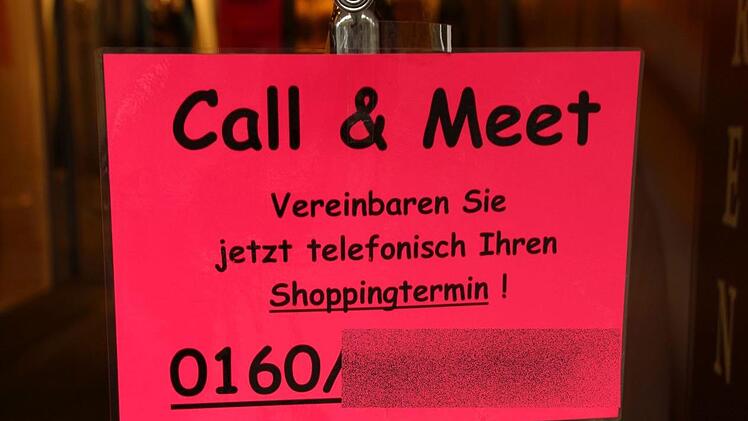 Call & Meet
Vereinbaren Sie
jetzt telefonisch Ihren
Shoppingtermin !
0160/